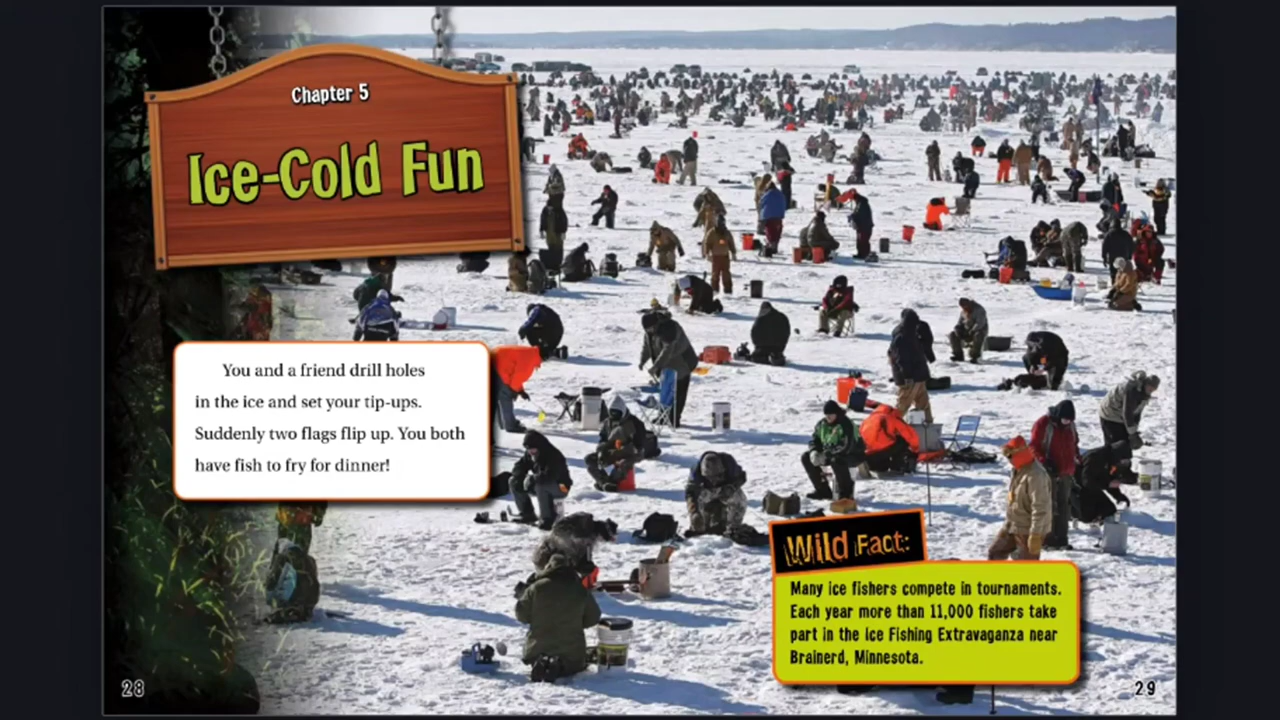 Chapter 5
Ice-Cold Fun
You and a friend drill holes
in the ice and set your tip-ups.
Suddenly two flags flip up. You both
have fish to fry for dinner!
Wild Fact:
Many ice fishers compete in tournaments.
Each year more than 11,000 fishers take
part in the Ice Fishing Extravaganza near
Brainerd, Minnesota.
28
29